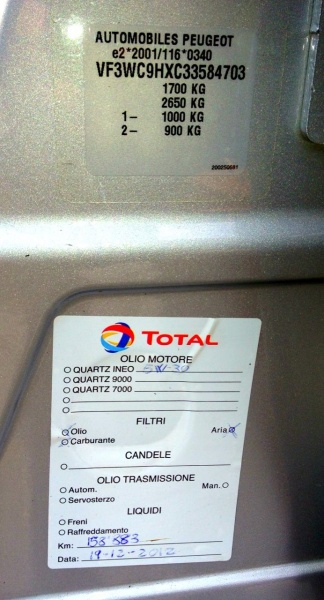 AUTOMOBILES PEUGEOT
e2*2001/116*0340
VF3WC9HXC33584703
1700 KG
2650 KG
1- 1000 KG
2- 900 KG
TOTAL
OLIO MOTORE
QUARTZ INEO 5W-30
QUARTZ 9000
QUARTZ 7000
FILTRI
Olio Aria
Carburante
CANDELE
OLIO TRASMISSIONE
Autom. Man.
Servosterzo
LIQUIDI
Freni
Raffreddamento
Km: 153 883
Data: 19-12-2012